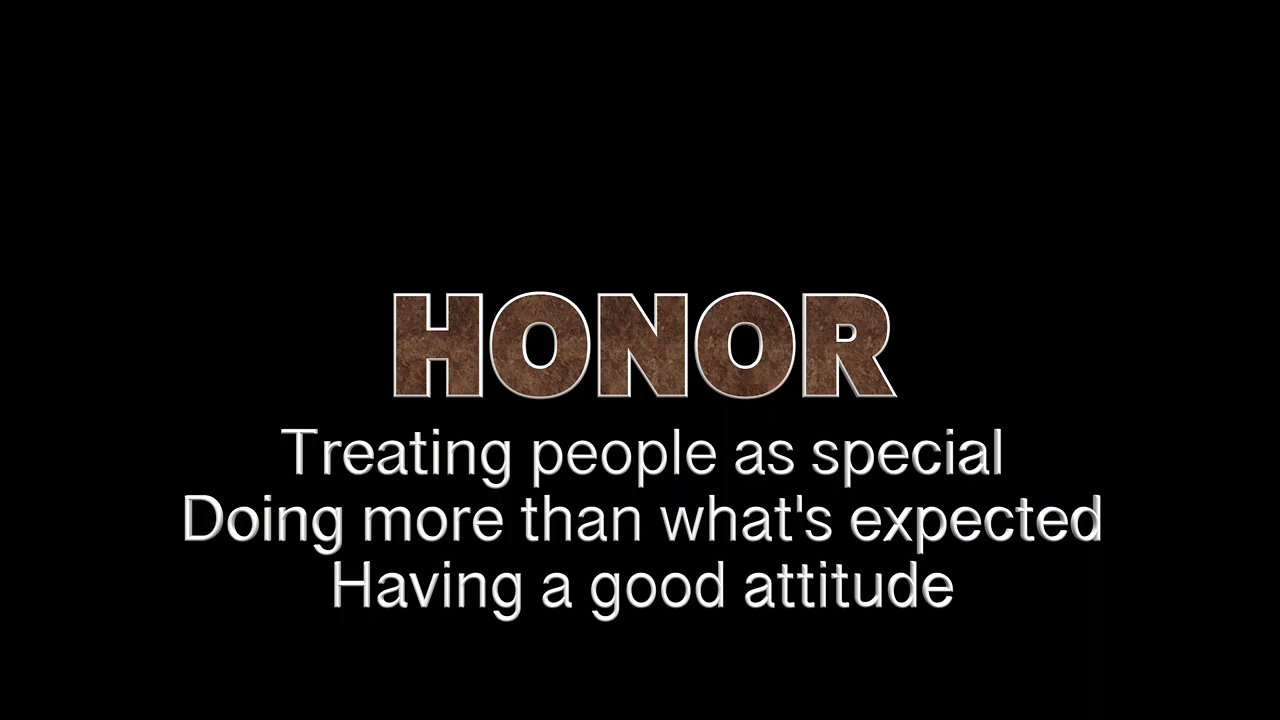 HONOR
Treating people as special
Doing more than what's expected
Having a good attitude